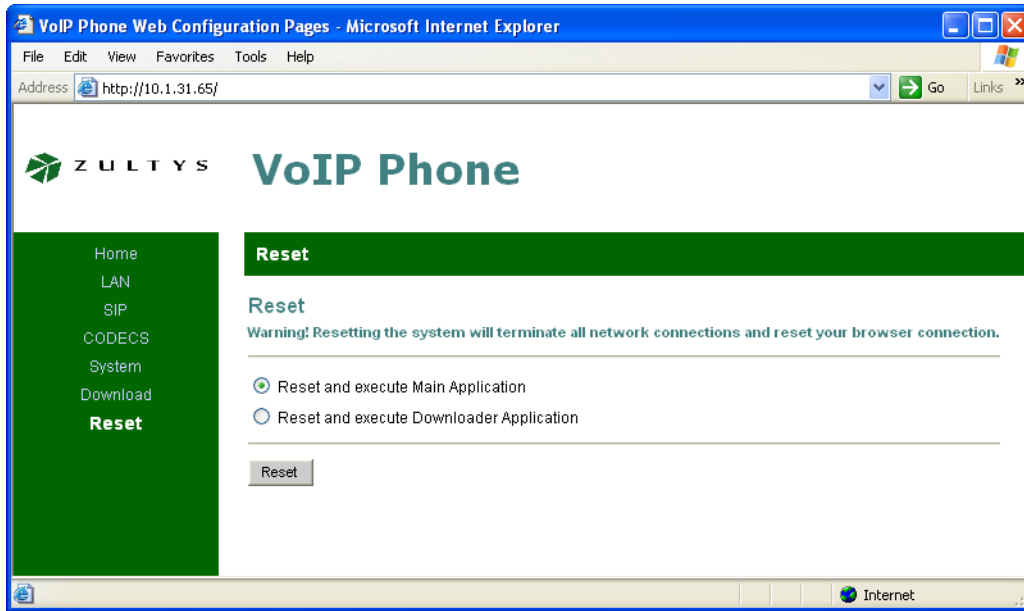 VoIP Phone Web Configuration Pages - Microsoft Internet Explorer
File Edit View Favorites Tools Help
Address http://10.1.31.65/ Go Links »
ZULTYS VoIP Phone
Home
LAN
SIP
CODECS
System
Download
Reset
Reset
Reset
Warning! Resetting the system will terminate all network connections and reset your browser connection.
Reset and execute Main Application
Reset and execute Downloader Application
Reset
Internet